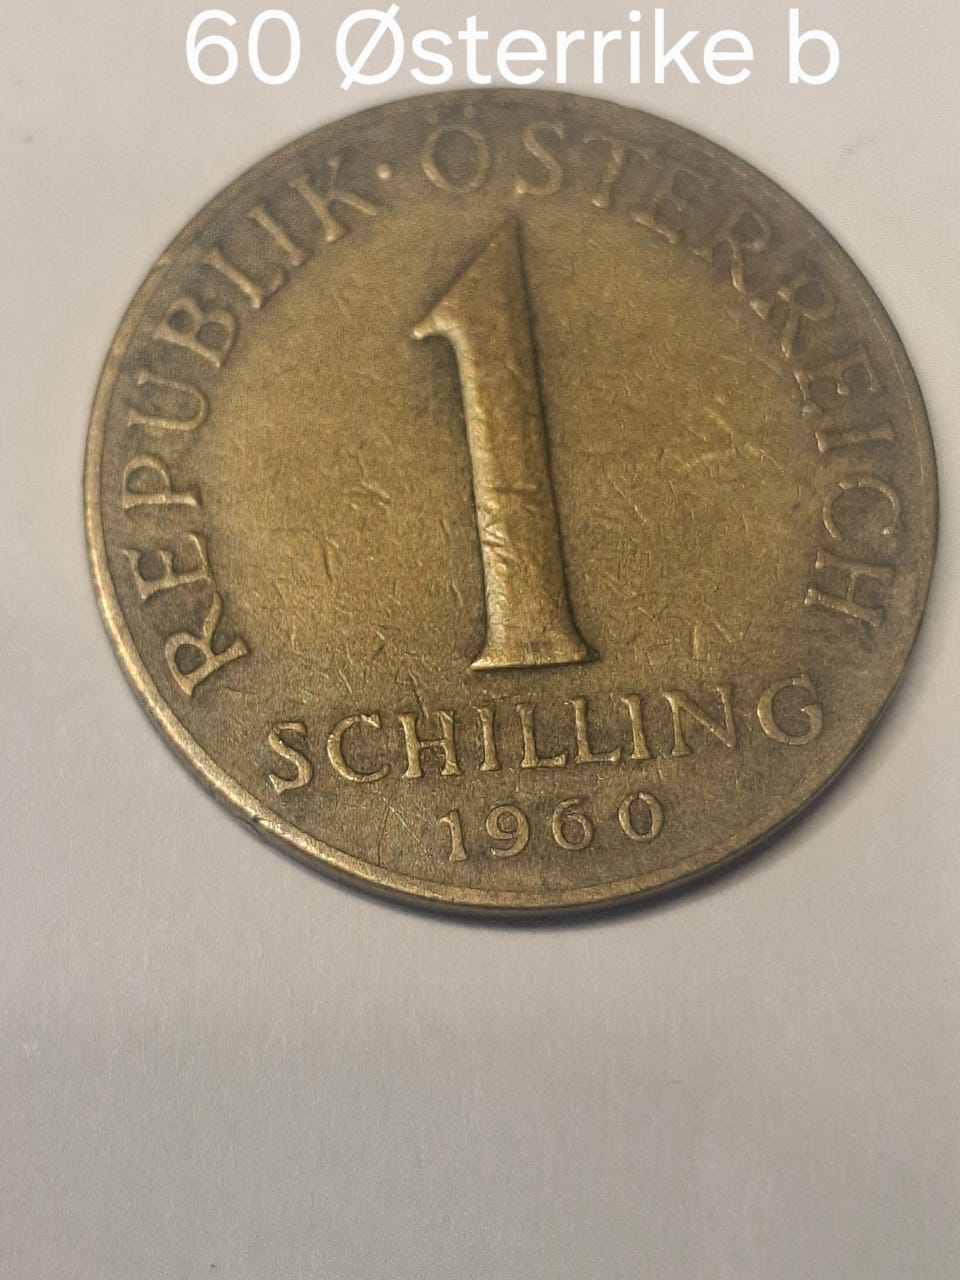 60 Østerrike b
REPUBLIK · ÖSTERREICH
1
SCHILLING
1960